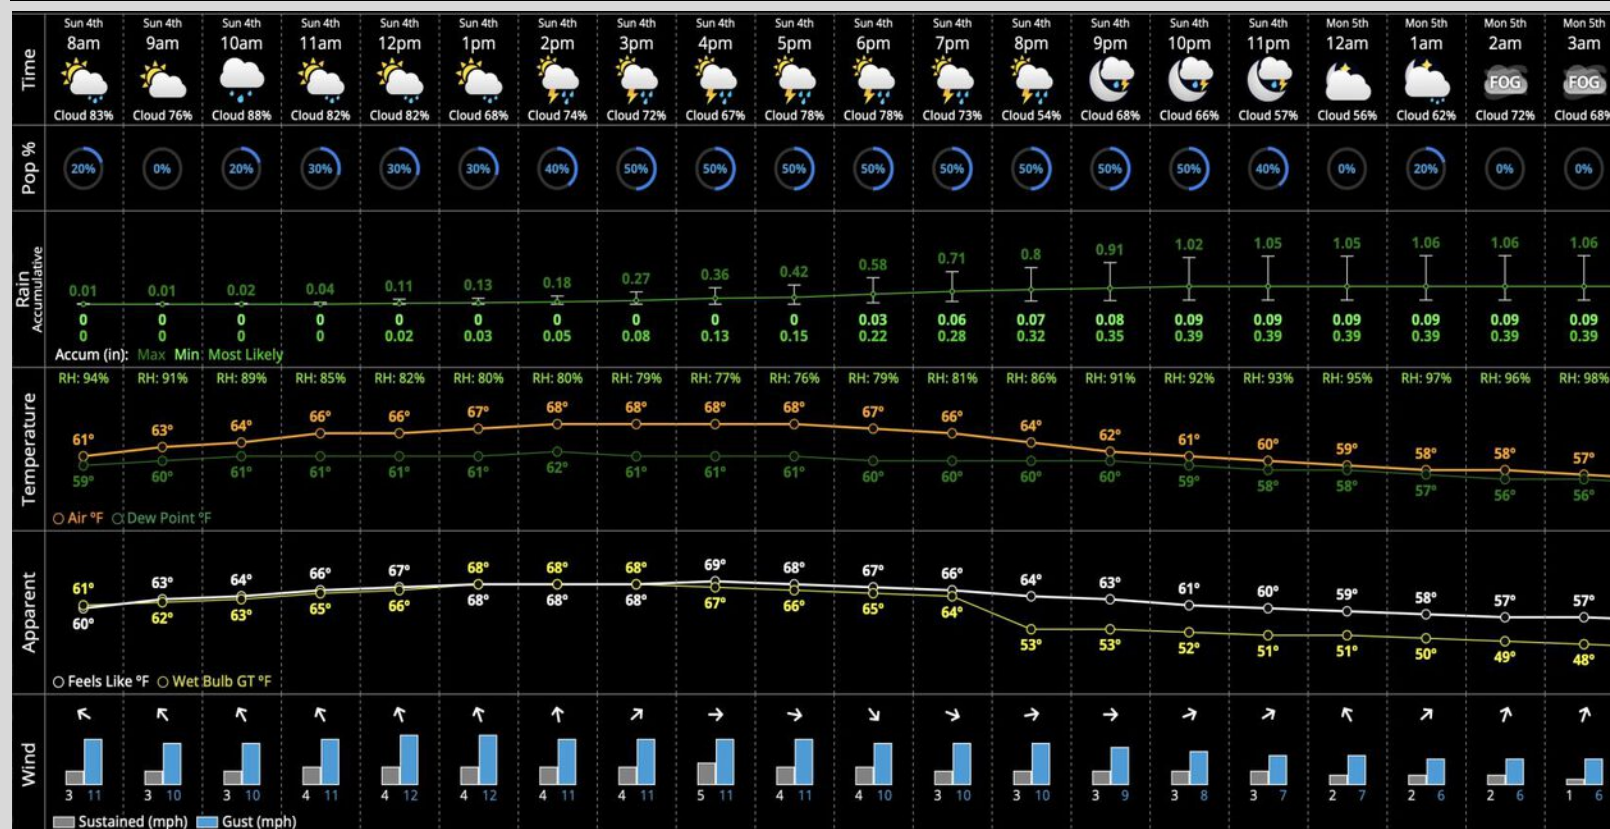 Time
Sun 4th Sun 4th Sun 4th Sun 4th Sun 4th Sun 4th Sun 4th Sun 4th Sun 4th Sun 4th Sun 4th Sun 4th Sun 4th Sun 4th Sun 4th Sun 4th Mon 5th Mon 5th Mon 5th Mon 5th
8am 9am 10am 11am 12pm 1pm 2pm 3pm 4pm 5pm 6pm 7pm 8pm 9pm 10pm 11pm 12am 1am 2am 3am
FOG FOG
Cloud 83% Cloud 76% Cloud 88% Cloud 82% Cloud 82% Cloud 68% Cloud 74% Cloud 72% Cloud 67% Cloud 78% Cloud 78% Cloud 73% Cloud 54% Cloud 68% Cloud 66% Cloud 57% Cloud 56% Cloud 62% Cloud 72% Cloud 68%
Pop %
20% 0% 20% 30% 30% 30% 40% 50% 50% 50% 50% 50% 50% 50% 50% 40% 0% 20% 0% 0%
Rain
Accumulative
0.01 0.01 0.02 0.04 0.11 0.13 0.18 0.27 0.36 0.42 0.58 0.71 0.8 0.91 1.02 1.05 1.05 1.06 1.06 1.06
0 0 0 0 0 0 0 0 0 0 0.03 0.06 0.07 0.08 0.09 0.09 0.09 0.09 0.09 0.09
0 0 0 0 0.02 0.03 0.05 0.08 0.13 0.15 0.22 0.28 0.32 0.35 0.39 0.39 0.39 0.39 0.39 0.39
Accum (in): Max Min Most Likely
Temperature
RH: 94% RH: 91% RH: 89% RH: 85% RH: 82% RH: 80% RH: 80% RH: 79% RH: 77% RH: 76% RH: 79% RH: 81% RH: 86% RH: 91% RH: 92% RH: 93% RH: 95% RH: 97% RH: 96% RH: 98%
61° 63° 64° 66° 66° 67° 68° 68° 68° 68° 67° 66° 64° 62° 61° 60° 59° 58° 58° 57°
59° 60° 61° 61° 61° 61° 62° 61° 61° 61° 60° 60° 60° 60° 59° 58° 58° 57° 56° 56°
Air °F Dew Point °F
Apparent
61° 63° 64° 66° 67° 68° 68° 68° 69° 68° 67° 66° 64° 63° 61° 60° 59° 58° 57° 57°
60° 62° 63° 65° 66° 68° 68° 68° 67° 66° 65° 64° 53° 53° 52° 51° 51° 50° 49° 48°
Feels Like °F Wet Bulb GT °F
Wind
3 11 3 10 3 10 4 11 4 12 4 12 4 11 4 11 5 11 4 11 4 10 3 10 3 10 3 9 3 8 3 7 2 7 2 6 2 6 1 6
Sustained (mph) Gust (mph)